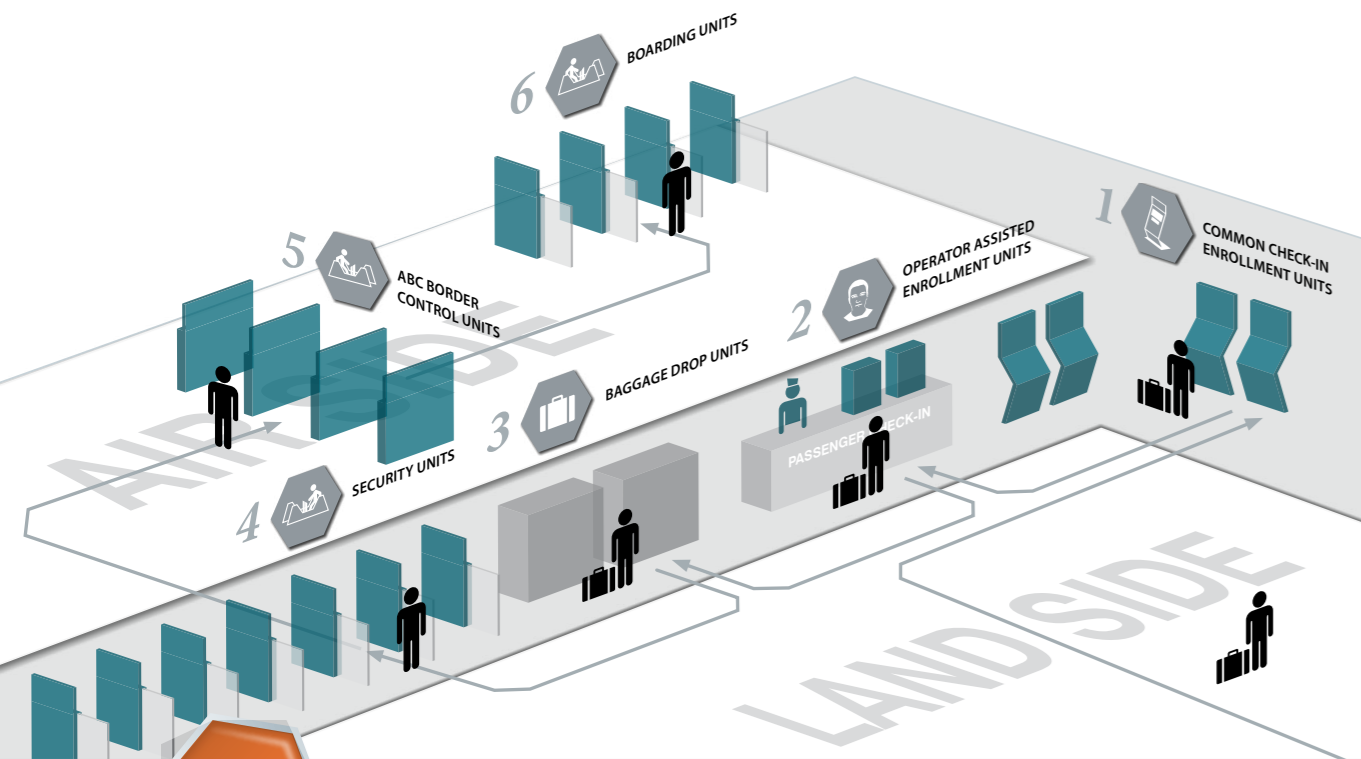 6
BOARDING UNITS
1
COMMON CHECK-IN
ENROLLMENT UNITS
5
ABC BORDER
CONTROL UNITS
2
OPERATOR ASSISTED
ENROLLMENT UNITS
AIR SIDE
3
BAGGAGE DROP UNITS
PASSENGER CHECK-IN
4
SECURITY UNITS
LAND SIDE